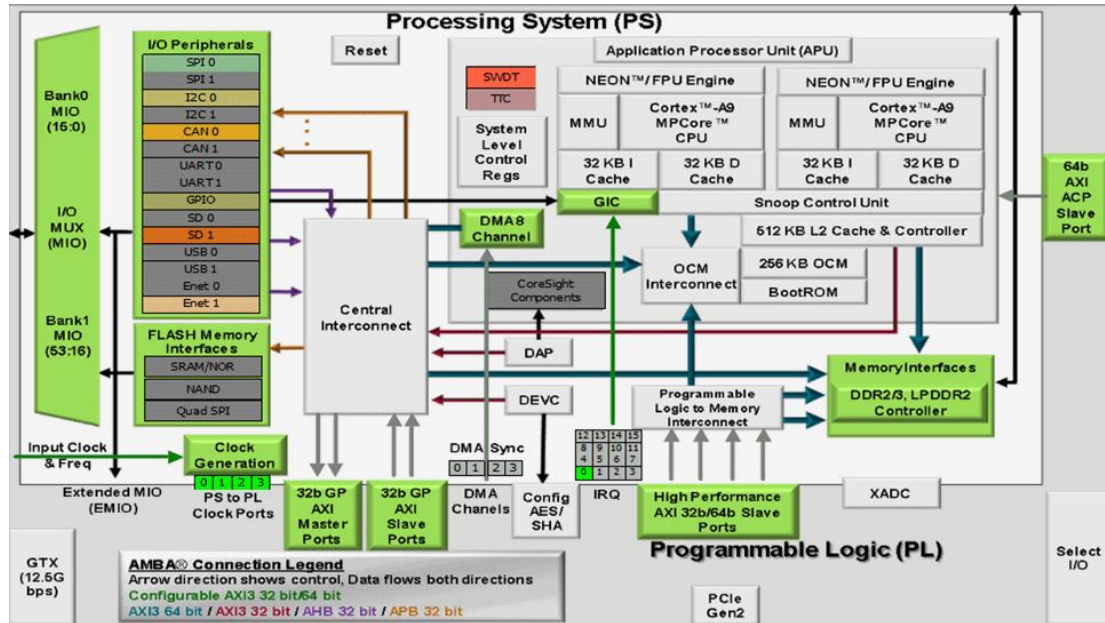 Processing System (PS)
I/O Peripherals
SPI 0
SPI 1
I2C 0
I2C 1
CAN 0
CAN 1
UART0
UART1
GPIO
SD 0
SD 1
USB 0
USB 1
Enet 0
Enet 1
FLASH Memory
Interfaces
SRAM/NOR
NAND
Quad SPI
Bank0
MIO
(15:0)
I/O
MUX
(MIO)
Bank1
MIO
(53:16)
Input Clock
& Freq
Clock
Generation
0 1 2 3
PS to PL
Clock Ports
Extended MIO
(EMIO)
Reset
Central
Interconnect
Application Processor Unit (APU)
SWDT
TTC
System
Level
Control
Regs
NEON™/FPU Engine
MMU
Cortex™-A9
MPCore™
CPU
32 KB I
Cache
32 KB D
Cache
NEON™/FPU Engine
MMU
Cortex™-A9
MPCore™
CPU
32 KB I
Cache
32 KB D
Cache
GIC
Snoop Control Unit
DMA8
Channel
512 KB L2 Cache & Controller
OCM
Interconnect
256 KB OCM
BootROM
CoreSight
Components
DAP
DEVC
Programmable
Logic to Memory
Interconnect
Memory Interfaces
DDR2/3, LPDDR2
Controller
64b
AXI
ACP
Slave
Port
32b GP
AXI
Master
Ports
32b GP
AXI
Slave
Ports
DMA Sync
0 1 2 3
DMA
Channels
Config
AES/
SHA
12 13 14 15
8 9 10 11
4 5 6 7
0 1 2 3
IRQ
High Performance
AXI 32b/64b Slave
Ports
XADC
Programmable Logic (PL)
GTX
(12.5G
bps)
AMBA® Connection Legend
Arrow direction shows control, Data flows both directions
Configurable AXI3 32 bit/64 bit
AXI3 64 bit / AXI3 32 bit / AHB 32 bit / APB 32 bit
PCIe
Gen2
Select
I/O